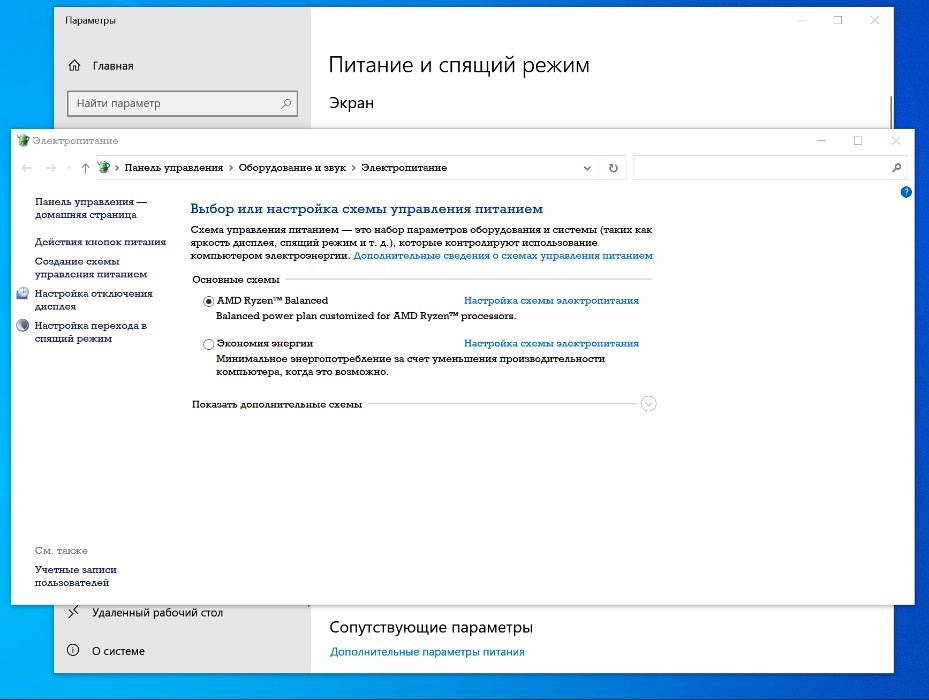 Параметры
Главная
Найти параметр
Питание и спящий режим
Экран
Электропитание
Панель управления › Оборудование и звук › Электропитание
Панель управления —
домашняя страница
Действия кнопок питания
Создание схемы
управления питанием
Настройка отключения
дисплея
Настройка перехода в
спящий режим
Выбор или настройка схемы управления питанием
Схема управления питанием — это набор параметров оборудования и системы (таких как
яркость дисплея, спящий режим и т. д.), которые контролируют использование
компьютером электроэнергии. Дополнительные сведения о схемах управления питанием
Основные схемы
AMD Ryzen™ Balanced Настройка схемы электропитания
Balanced power plan customized for AMD Ryzen™ processors.
Экономия энергии Настройка схемы электропитания
Минимальное энергопотребление за счет уменьшения производительности
компьютера, когда это возможно.
Показать дополнительные схемы
См. также
Учетные записи
пользователей
Удаленный рабочий стол
О системе
Сопутствующие параметры
Дополнительные параметры питания